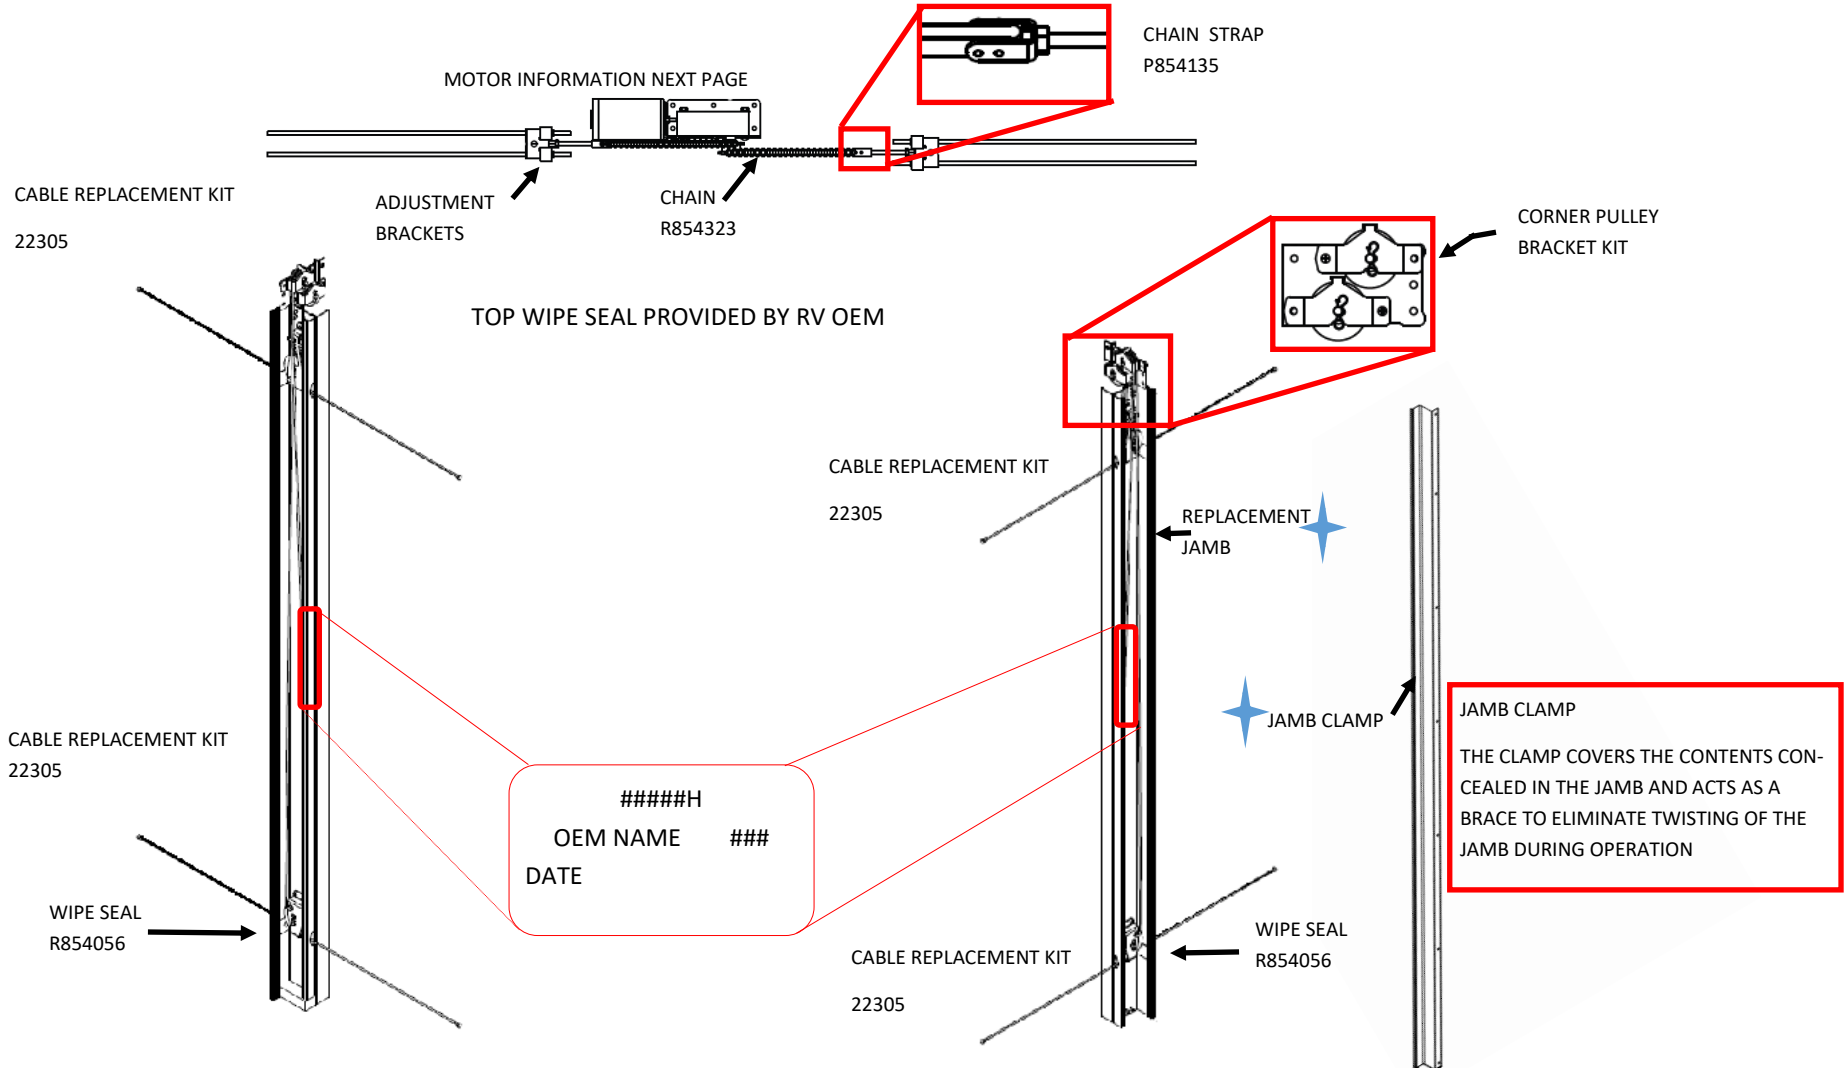 CHAIN STRAP
P854135
MOTOR INFORMATION NEXT PAGE
CABLE REPLACEMENT KIT
22305
ADJUSTMENT
BRACKETS
CHAIN
R854323
CORNER PULLEY
BRACKET KIT
TOP WIPE SEAL PROVIDED BY RV OEM
CABLE REPLACEMENT KIT
22305
REPLACEMENT
JAMB
JAMB CLAMP
JAMB CLAMP
THE CLAMP COVERS THE CONTENTS CON-
CEALED IN THE JAMB AND ACTS AS A
BRACE TO ELIMINATE TWISTING OF THE
JAMB DURING OPERATION
CABLE REPLACEMENT KIT
22305
#####H
OEM NAME ###
DATE
WIPE SEAL
R854056
CABLE REPLACEMENT KIT
22305
WIPE SEAL
R854056